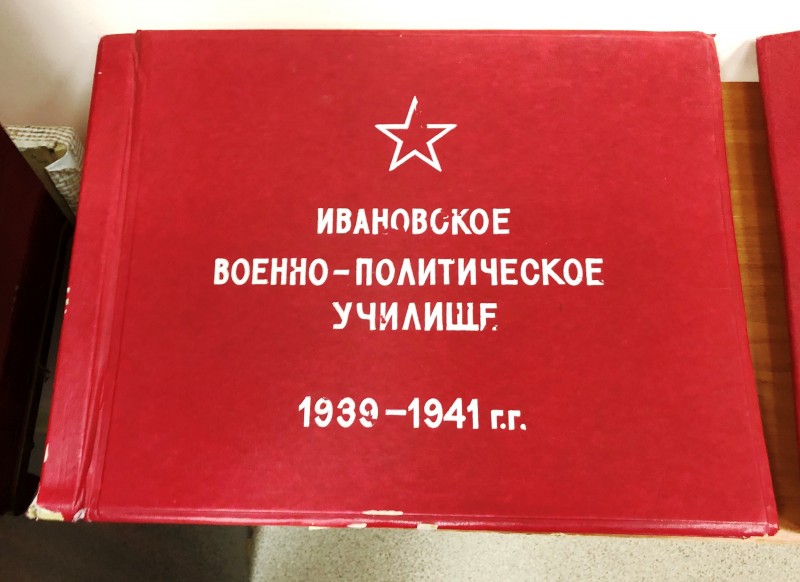 ИВАНОВСКОЕ
ВОЕННО-ПОЛИТИЧЕСКОЕ
УЧИЛИЩЕ
1939-1941 г.г.